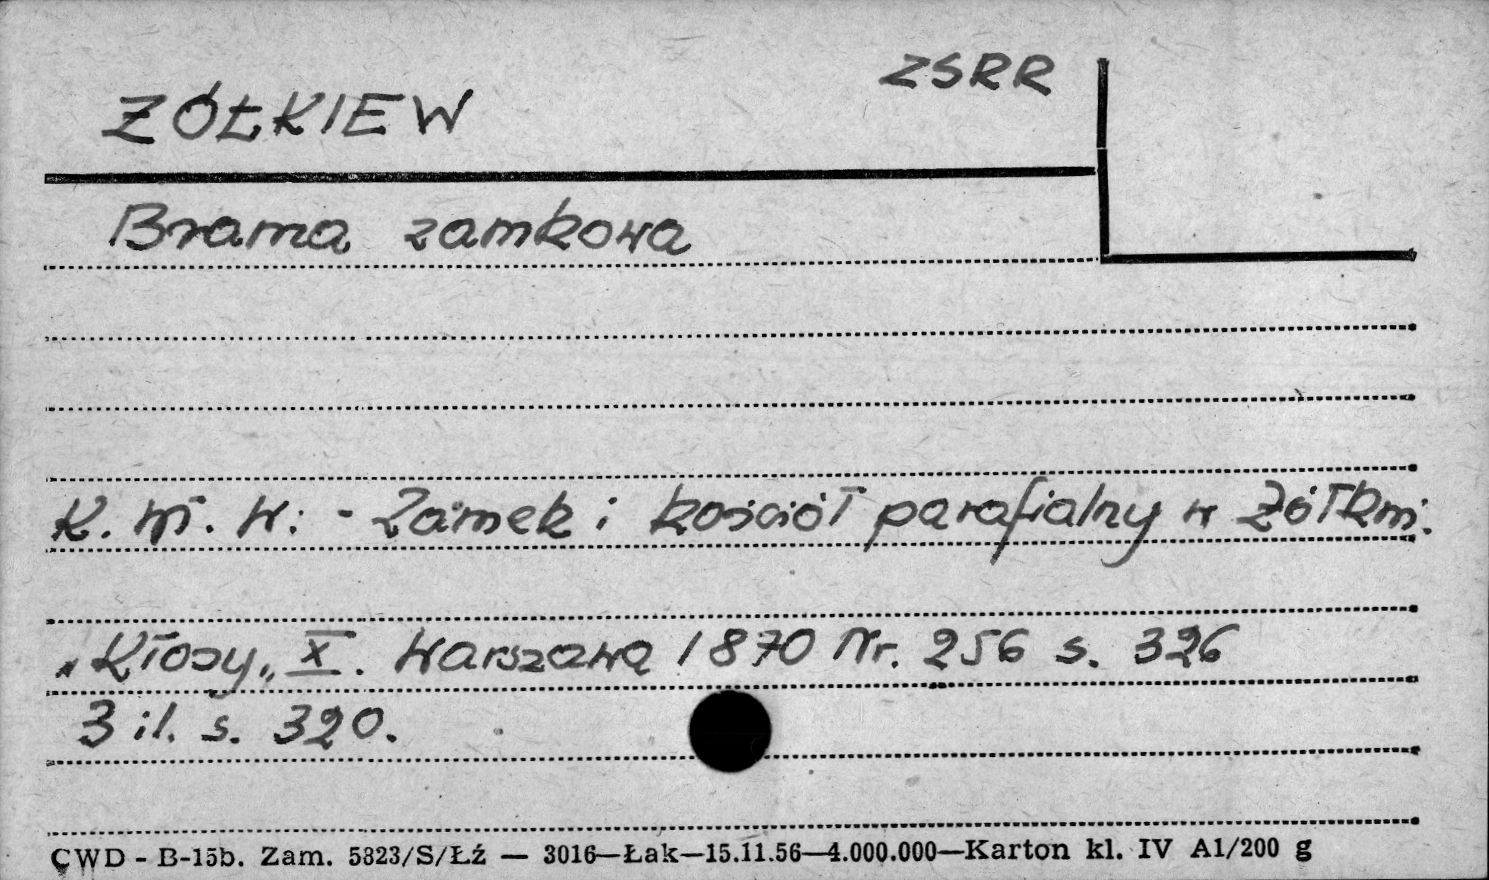 ZSRR
ŻÓŁKIEW
Brama zamkowa
K. Wł. W. - Zamek i kościół parafialny w Żółkwi.
„Kłosy„ X. Warszawa 1870 Nr. 256 s. 326
3 il. s. 320.
CWD - B-15b. Zam. 5823/S/Łź — 3016—Łak—15.11.56—4.000.000—Karton kl. IV A1/200 g